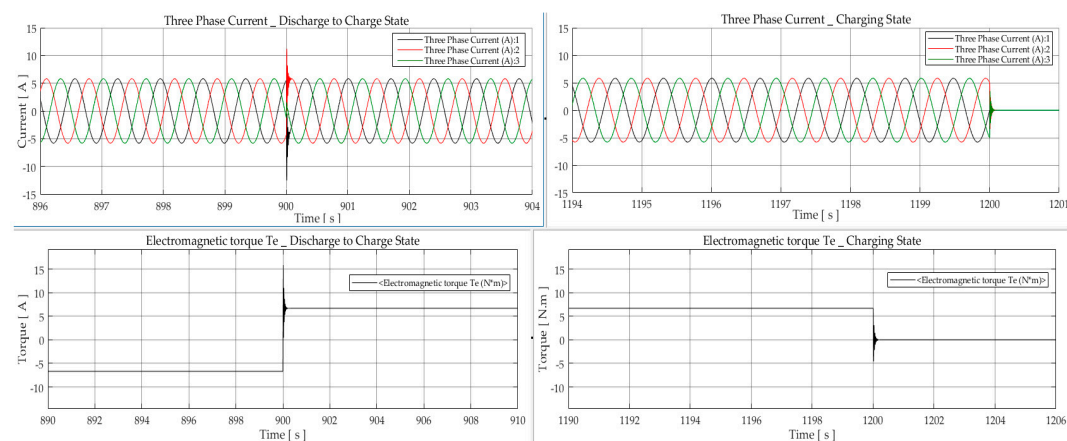 Three Phase Current _ Discharge to Charge State
Three Phase Current (A):1
Three Phase Current (A):2
Three Phase Current (A):3
Current [ A ]
15
10
5
0
-5
-10
-15
896 897 898 899 900 901 902 903 904
Time [ s ]
Three Phase Current _ Charging State
Three Phase Current (A):1
Three Phase Current (A):2
Three Phase Current (A):3
15
10
5
0
-5
-10
-15
1194 1195 1196 1197 1198 1199 1200 1201
Time [ s ]
Electromagnetic torque Te _ Discharge to Charge State
<Electromagnetic torque Te (N*m)>
Torque [ A ]
15
10
5
0
-5
-10
890 892 894 896 898 900 902 904 906 908 910
Time [ s ]
Electromagnetic torque Te _ Charging State
<Electromagnetic torque Te (N*m)>
Torque [ N.m ]
15
10
5
0
-5
-10
1190 1192 1194 1196 1198 1200 1202 1204 1206
Time [ s ]